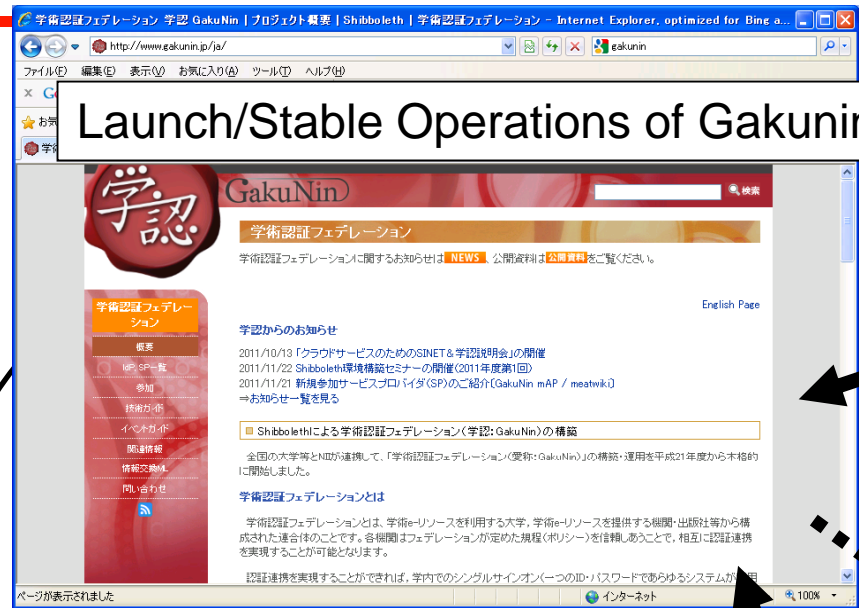 学術認証フェデレーション 学認 GakuNin | プロジェクト概要 | Shibboleth | 学術認証フェデレーション - Internet Explorer, optimized for Bing a...
http://www.gakunin.jp/ja/
gakunin
ファイル(F) 編集(E) 表示(V) お気に入り(A) ツール(T) ヘルプ(H)
x G
お気
Launch/Stable Operations of Gakunin
学
学認
GakuNin
検索
学術認証フェデレーション
学術認証フェデレーションに関するお知らせは NEWS 、公開資料は 公開資料 をご覧ください。
English Page
学術認証フェデレー
ション
概要
IdP, SP一覧
参加
技術ガイド
イベントガイド
関連情報
情報交換ML
問い合わせ
学認からのお知らせ
2011/10/13 「クラウドサービスのためのSINET&学認説明会」の開催
2011/11/22 Shibboleth環境構築セミナーの開催(2011年度第1回)
2011/11/21 新規参加サービスプロバイダ(SP)のご紹介〔GakuNin mAP / meatwiki〕
⇒お知らせ一覧を見る
Shibbolethによる学術認証フェデレーション(学認:GakuNin)の構築
全国の大学等とNIIが連携して、「学術認証フェデレーション(愛称:GakuNin)」の構築・運用を平成21年度から本格的
に開始しました。
学術認証フェデレーションとは
学術認証フェデレーションとは、学術e-リソースを利用する大学，学術e-リソースを提供する機関・出版社等から構
成された連合体のことです。各機関はフェデレーションが定めた規程(ポリシー)を信頼しあうことで，相互に認証連携
を実現することが可能となります。
認証連携を実現することができれば，学内でのシングルサインオン(一つのID・パスワードであらゆるシステムが
用
ページが表示されました
インターネット
100%